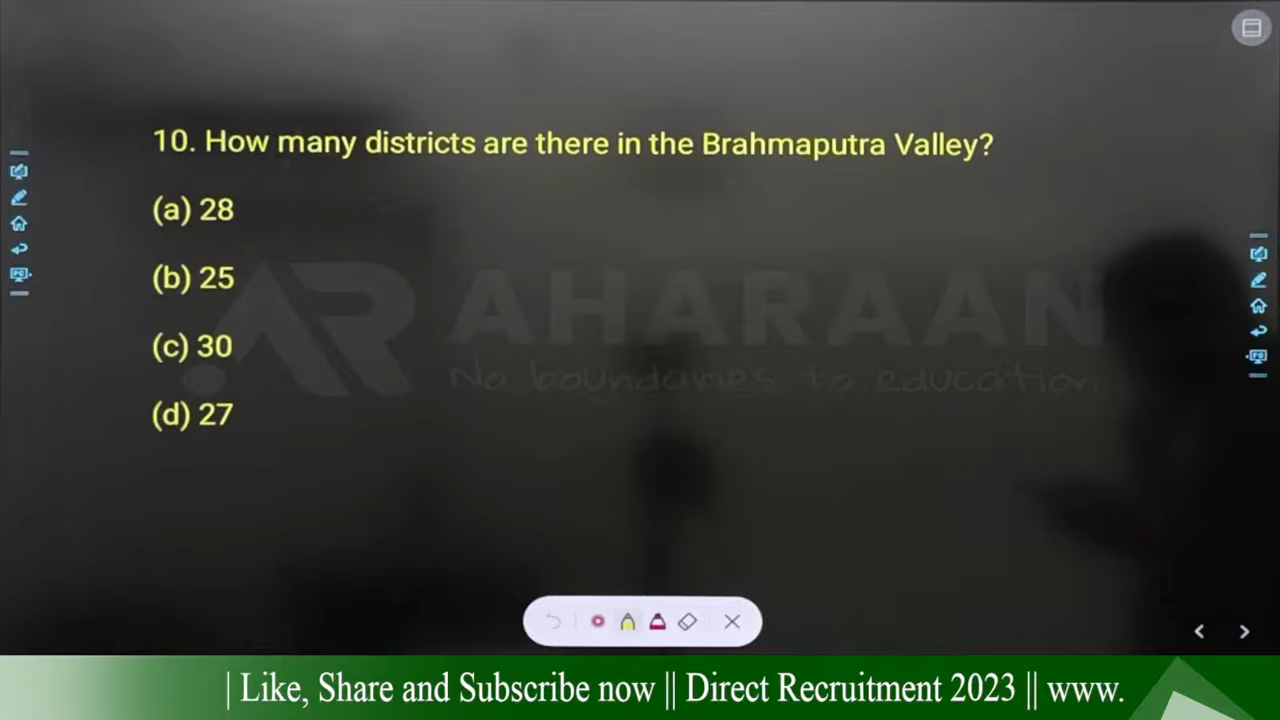 10. How many districts are there in the Brahmaputra Valley?
(a) 28
(b) 25
(c) 30
(d) 27
AR AHARAAN
No boundaries to education
| Like, Share and Subscribe now || Direct Recruitment 2023 || www.